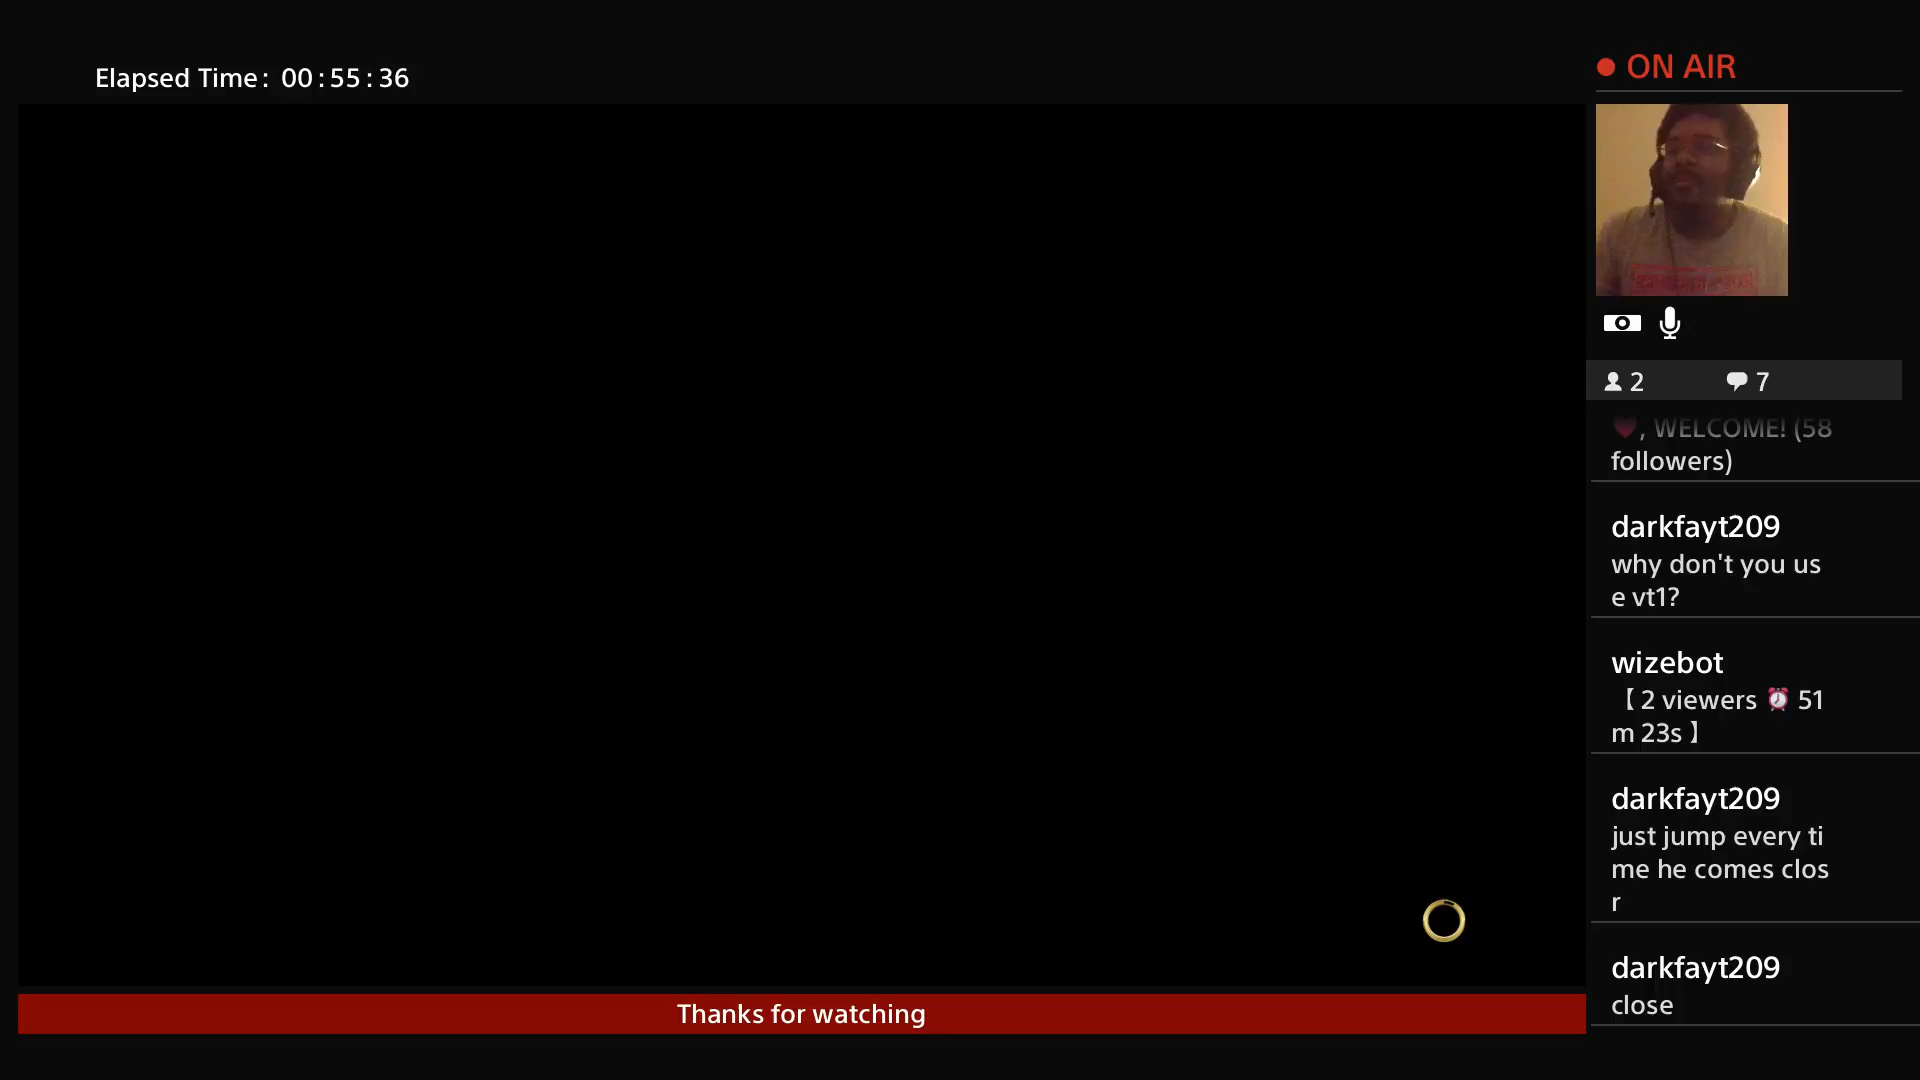 Elapsed Time: 00:55:36
ON AIR
2 7
♥, WELCOME! (58
followers)
darkfayt209
why don't you us
e vt1?
wizebot
【 2 viewers ⏰ 51
m 23s 】
darkfayt209
just jump every ti
me he comes clos
r
darkfayt209
close
Thanks for watching